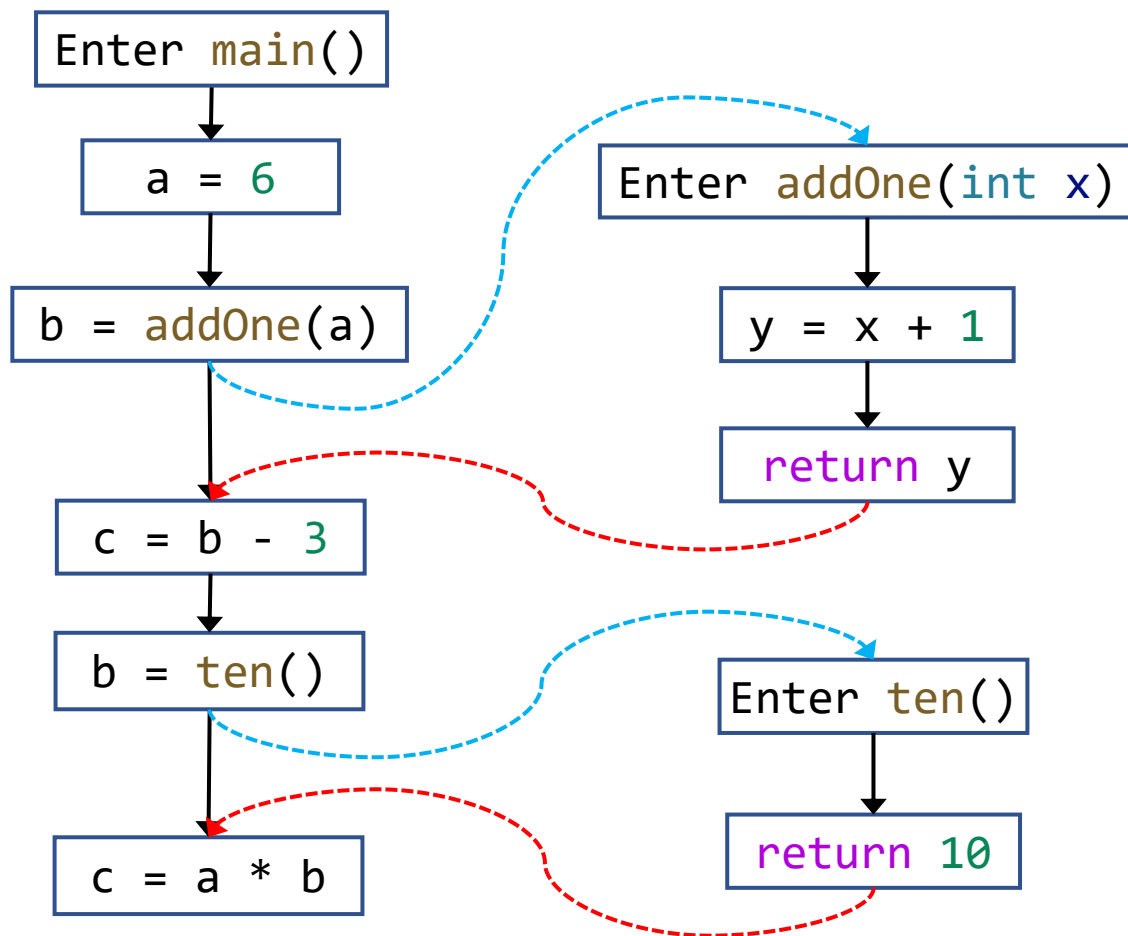 Enter main()
a = 6
b = addOne(a)
c = b - 3
b = ten()
c = a * b
Enter addOne(int x)
y = x + 1
return y
Enter ten()
return 10